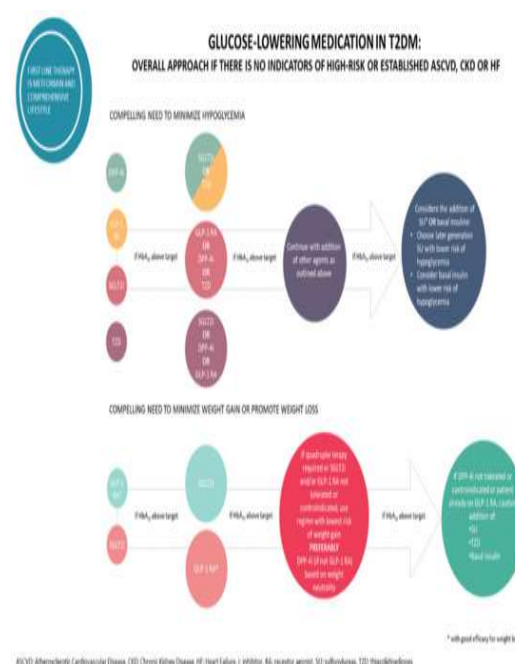 GLUCOSE-LOWERING MEDICATION IN T2DM:
OVERALL APPROACH IF THERE IS NO INDICATORS OF HIGH-RISK OR ESTABLISHED ASCVD, CKD OR HF
FIRST LINE THERAPY
IS METFORMIN AND
COMPREHENSIVE
LIFESTYLE
COMPELLING NEED TO MINIMIZE HYPOGLYCEMIA
DPP-4i
GLP-1
RA
SGLT2i
TZD
If HbA1c above target
SGLT2i
OR
TZD
GLP-1 RA
OR
DPP-4i
OR
TZD
SGLT2i
OR
DPP-4i
OR
GLP-1 RA
If HbA1c above target
Continue with addition
of other agents as
outlined above
If HbA1c above target
Considere the addition of
SU* OR basal insuline:
• Choose later generation
SU with lower risk of
hypoglycemia
• Consider basal insulin
with lower risk of
hypoglycemia
COMPELLING NEED TO MINIMIZE WEIGHT GAIN OR PROMOTE WEIGHT LOSS
GLP-1
RA*
SGLT2i
If HbA1c above target
SGLT2i
GLP-1 RA*
If HbA1c above target
If quadruple terapy
required or SGLT2i
and/or GLP-1 RA not
tolerated or
contraindicated, use
regimen with lowest risk
of weight gain
PREFERABLY
DPP-4i (if not GLP-1 RA)
based on weight
neutrality
If HbA1c above target
If DPP-4i not tolerated or
contraindicated or patient
already on GLP-1 RA, caution
addition of:
•SU
•TZD
•Basal insulin
* with good efficacy for weight
ASCVD: Atherosclerotic Cardiovascular Disease, CKD: Chronic Kidney Disease, HF: Heart Failure, i: inhibitor, RA: receptor agonist, SU: sulfonylureas, TZD: thiazolidinediones